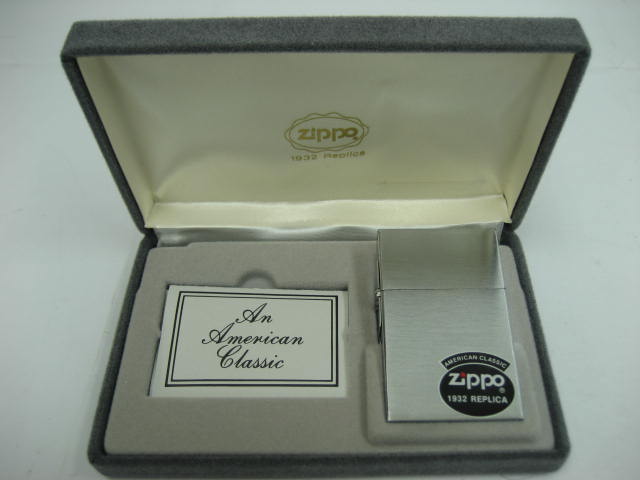 Zippo
1932 Replica
An
American
Classic
AMERICAN CLASSIC
Zippo®
1932 REPLICA